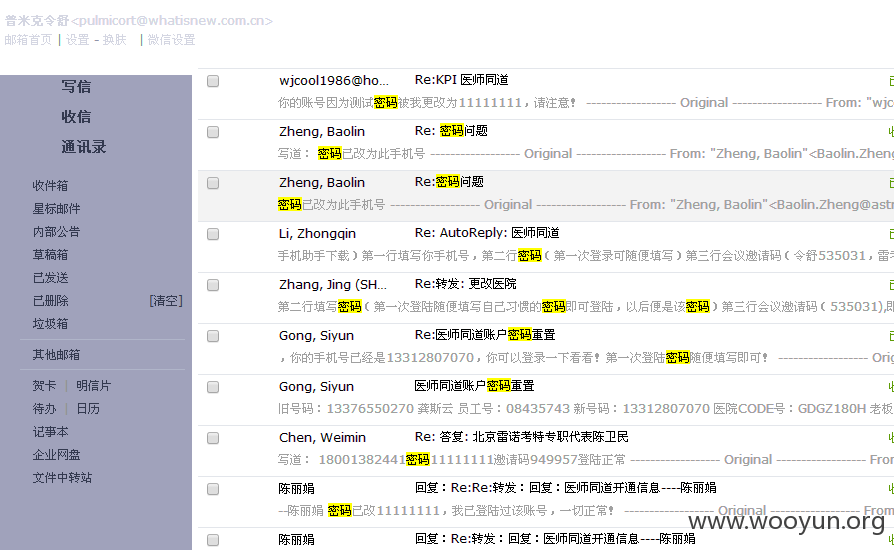 普米克令舒<pulmicort@whatisnew.com.cn>
邮箱首页 | 设置 - 换肤 | 微信设置
写信
收信
通讯录
收件箱
星标邮件
内部公告
草稿箱
已发送
已删除 [清空]
垃圾箱
其他邮箱
贺卡 | 明信片
待办 | 日历
记事本
企业网盘
文件中转站
wjcool1986@ho... Re:KPI 医师同道
你的账号因为测试密码被我更改为11111111，请注意！ ------------------ Original ------------------ From: "wjc
Zheng, Baolin Re: 密码问题
写道： 密码已改为此手机号 ------------------ Original ------------------ From: "Zheng, Baolin"<Baolin.Zheng
Zheng, Baolin Re:密码问题
密码已改为此手机号 ------------------ Original ------------------ From: "Zheng, Baolin"<Baolin.Zheng@ast
Li, Zhongqin Re: AutoReply: 医师同道
手机助手下载）第一行填写你手机号，第二行密码（第一次登录可随便填写）第三行会议邀请码（令舒535031，雷
Zhang, Jing (SH... Re:转发: 更改医院
第二行填写密码（第一次登陆随便填写自己习惯的密码即可登陆，以后便是该密码）第三行会议邀请码（535031),即
Gong, Siyun Re:医师同道账户密码重置
，你的手机号已经是13312807070，你可以登录一下看看！第一次登陆密码随便填写即可！ ------------------ Orig
Gong, Siyun 医师同道账户密码重置
旧号码：13376550270 龚斯云 员工号：08435743 新号码：13312807070 医院CODE号：GDGZ180H 老板
Chen, Weimin Re: 答复: 北京雷诺考特专职代表陈卫民
写道： 18001382441密码11111111邀请码949957登陆正常 ------------------ Original ------------------ From
陈丽娟 回复：Re:Re:转发：回复：医师同道开通信息----陈丽娟
--陈丽娟 密码已改11111111，我已登陆过该账号，一切正常！ ------------------ Original ------------------ From
陈丽娟 回复：Re:转发：回复：医师同道开通信息----陈丽娟
www.wooyun.org